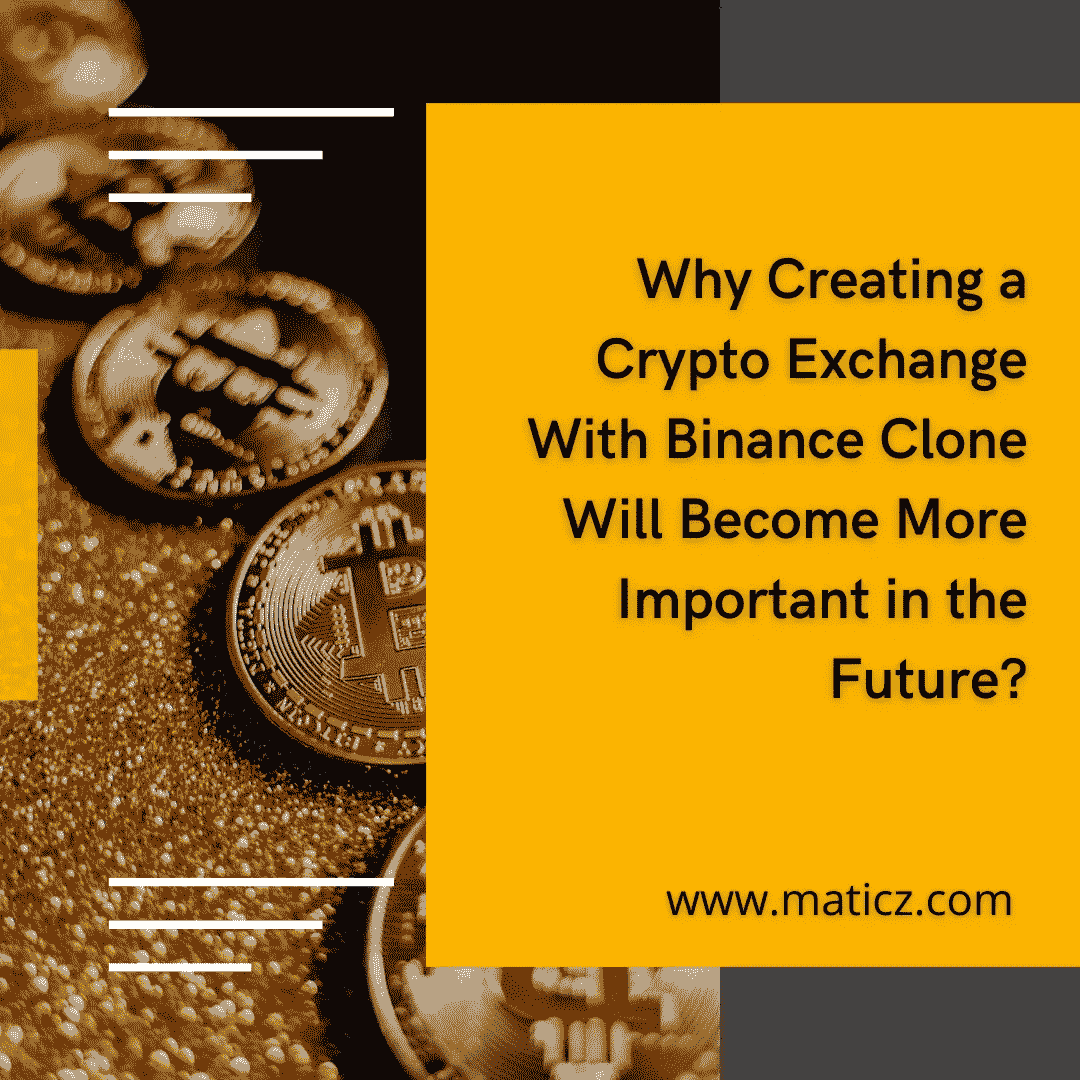 Why Creating a
Crypto Exchange
With Binance Clone
Will Become More
Important in the
Future?
www.maticz.com